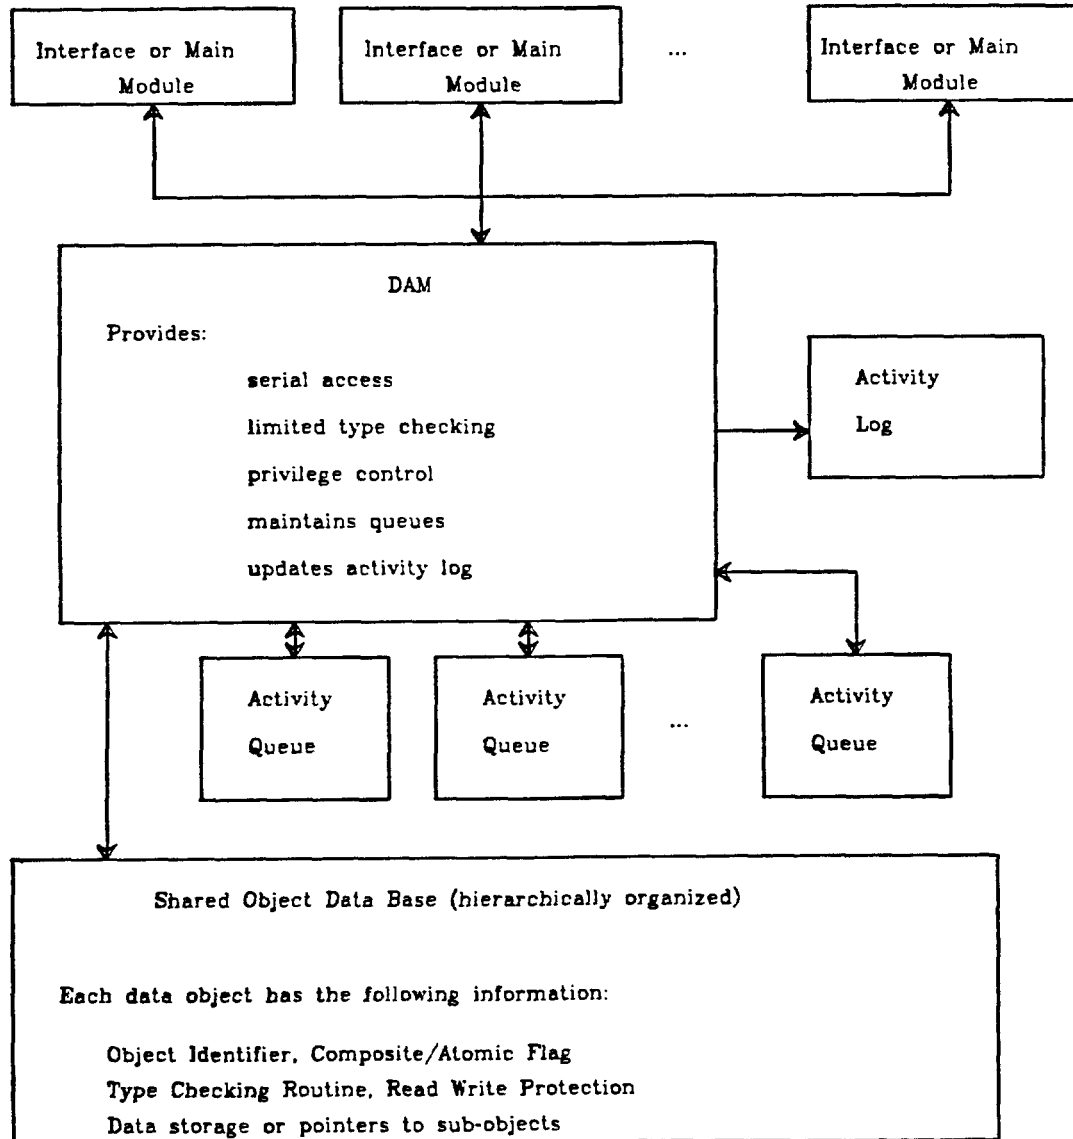 Interface or Main
Module
Interface or Main
Module
...
Interface or Main
Module
DAM
Provides:
serial access
limited type checking
privilege control
maintains queues
updates activity log
Activity
Log
Activity
Queue
Activity
Queue
...
Activity
Queue
Shared Object Data Base (hierarchically organized)
Each data object has the following information:
Object Identifier, Composite/Atomic Flag
Type Checking Routine, Read Write Protection
Data storage or pointers to sub-objects